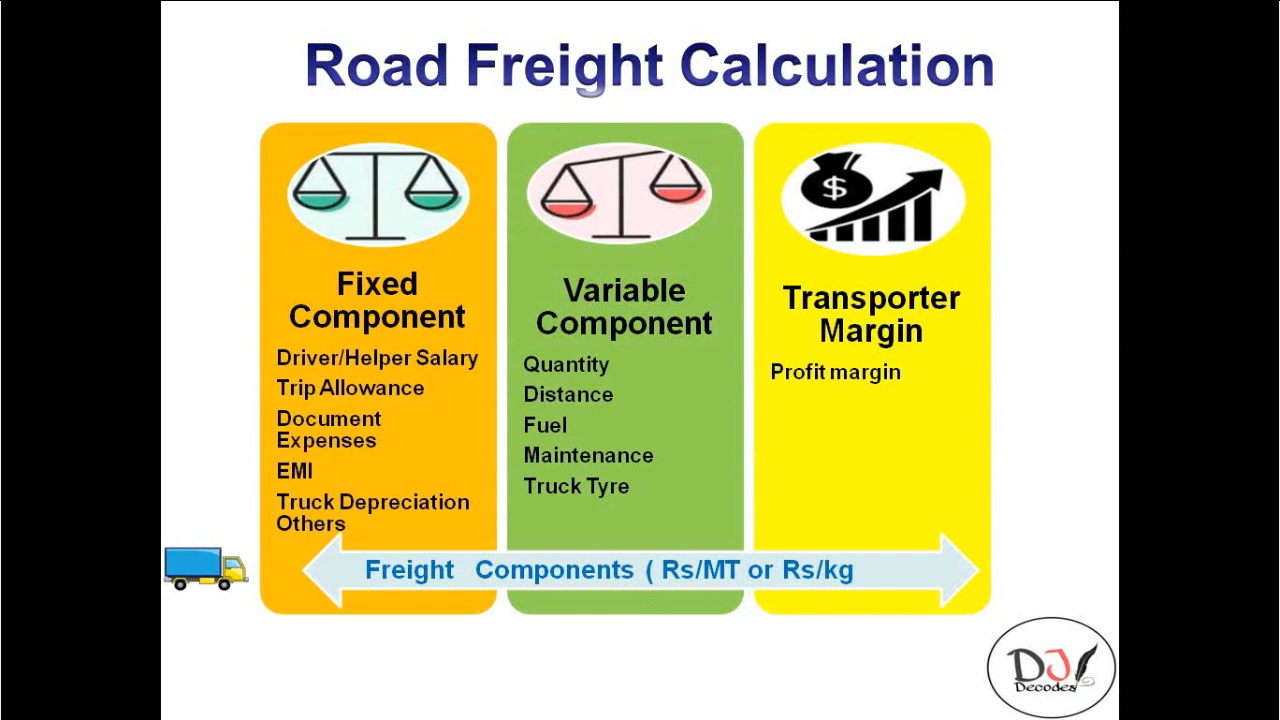 Road Freight Calculation
Fixed
Component
Driver/Helper Salary
Trip Allowance
Document
Expenses
EMI
Truck Depreciation
Others
Variable
Component
Quantity
Distance
Fuel
Maintenance
Truck Tyre
$
Transporter
Margin
Profit margin
Freight Components ( Rs/MT or Rs/kg
DJ
Decodes